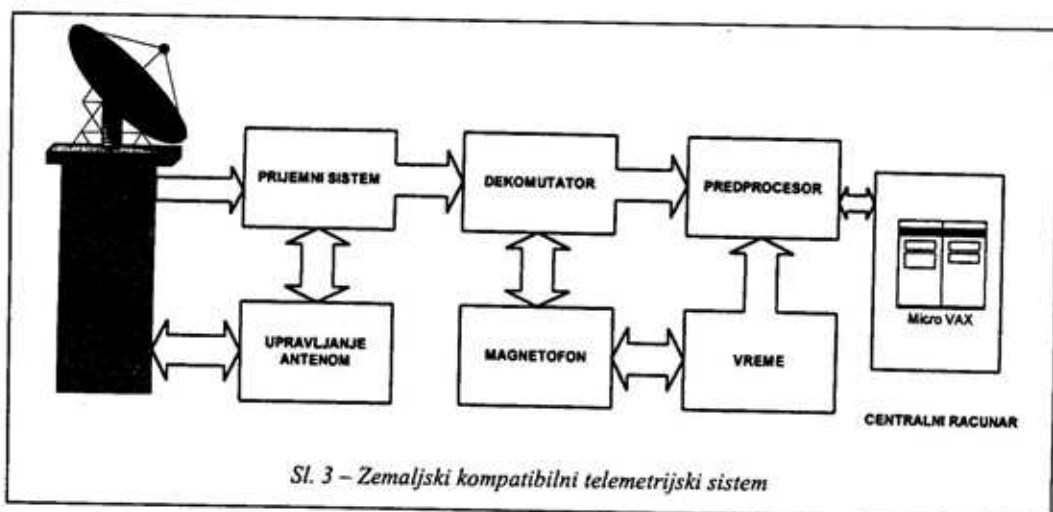 PRIJEMNI SISTEM
DEKOMUTATOR
PREDPROCESOR
UPRAVLJANJE
ANTENOM
MAGNETOFON
VREME
Micro VAX
CENTRALNI RACUNAR
Sl. 3 – Zemaljski kompatibilni telemetrijski sistem